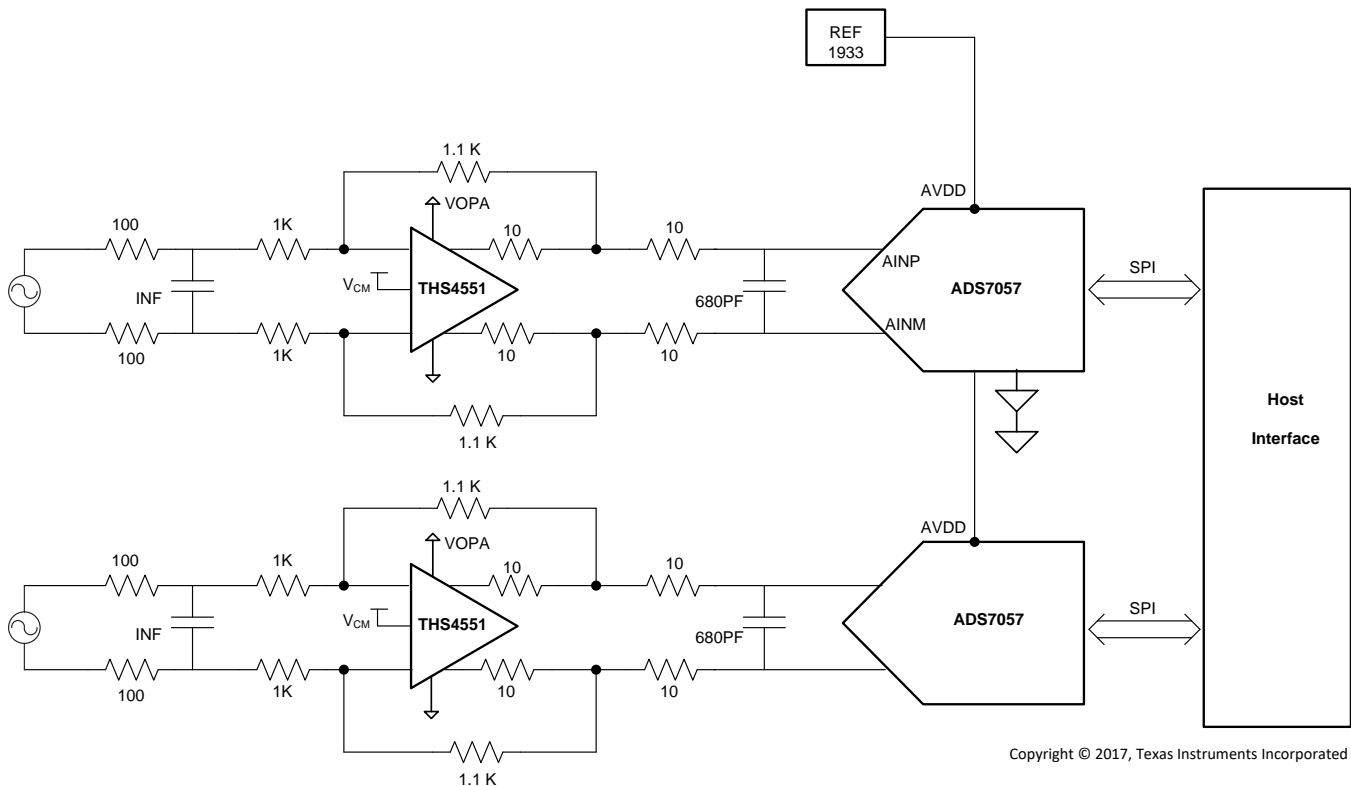 REF
1933
1.1 K
AVDD
VOPA
100
1K
10
10
AINP
SPI
VCM
THS4551
ADS7057
INF
680PF
AINM
100
1K
10
10
Host
Interface
1.1 K
1.1 K
AVDD
VOPA
100
1K
10
10
SPI
VCM
THS4551
ADS7057
INF
680PF
100
1K
10
10
1.1 K
Copyright © 2017, Texas Instruments Incorporated